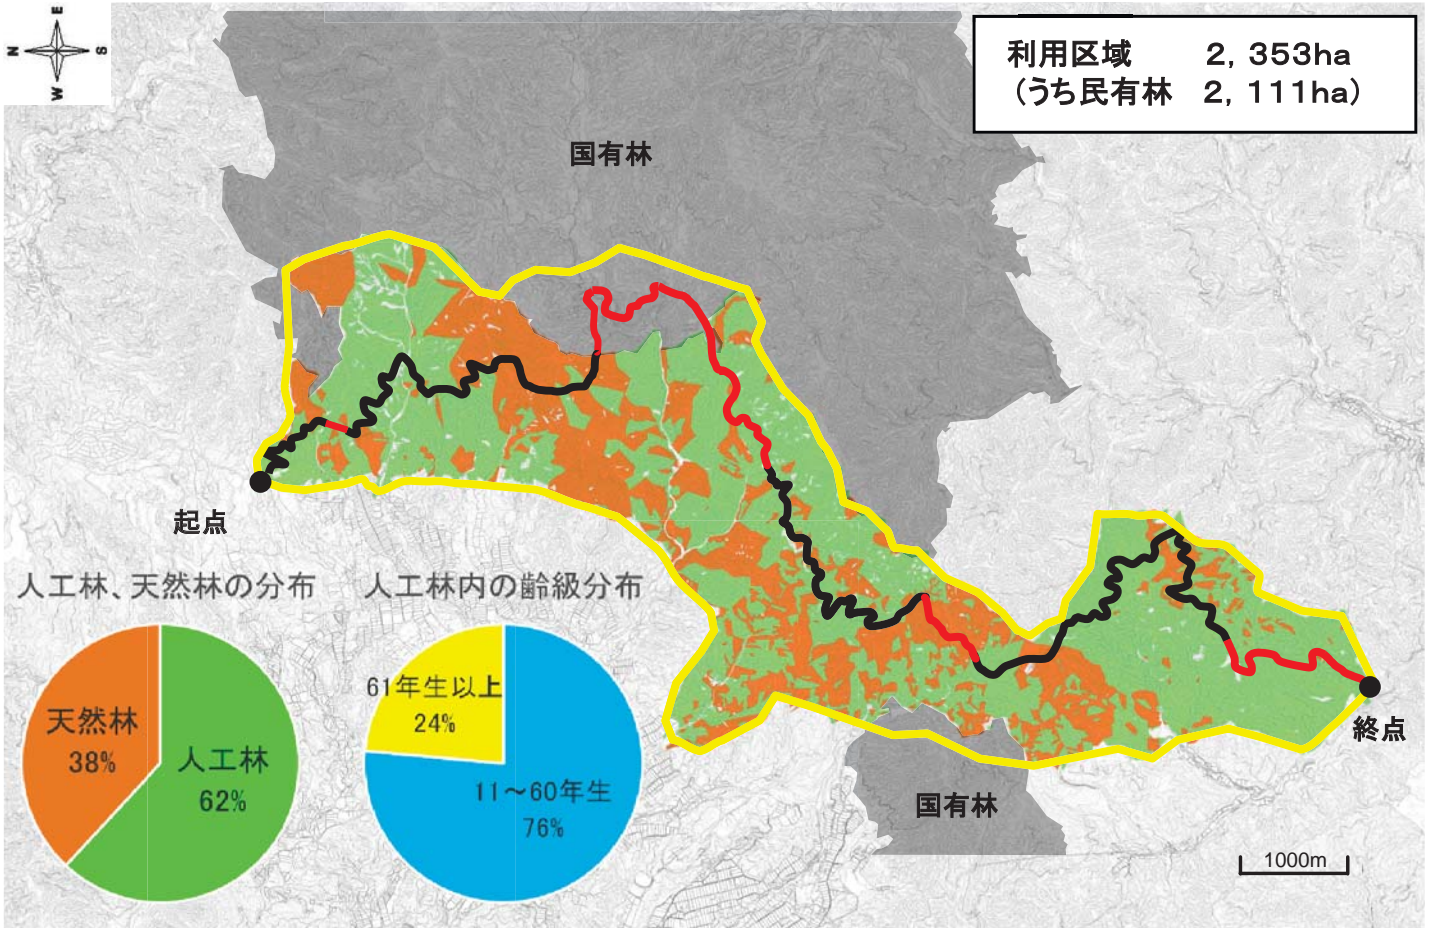 E
N
S
W
利用区域 2，353ha
（うち民有林 2，111ha）
国有林
起点
人工林、天然林の分布
人工林内の齢級分布
天然林
38%
人工林
62%
61年生以上
24%
11～60年生
76%
終点
国有林
1000m